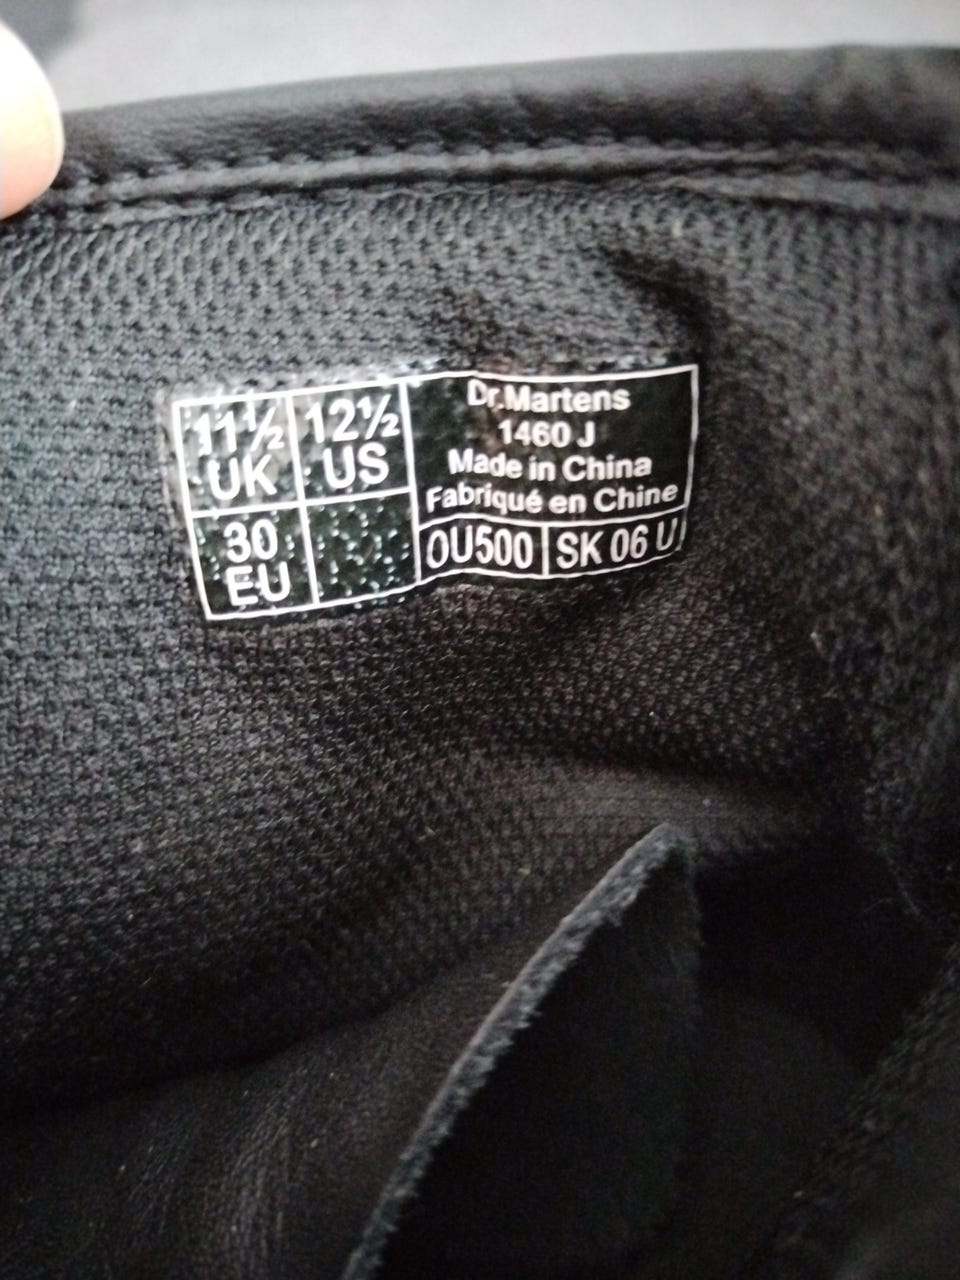 11½
UK
12½
US
30
EU
Dr.Martens
1460 J
Made in China
Fabriqué en Chine
OU500
SK 06 U